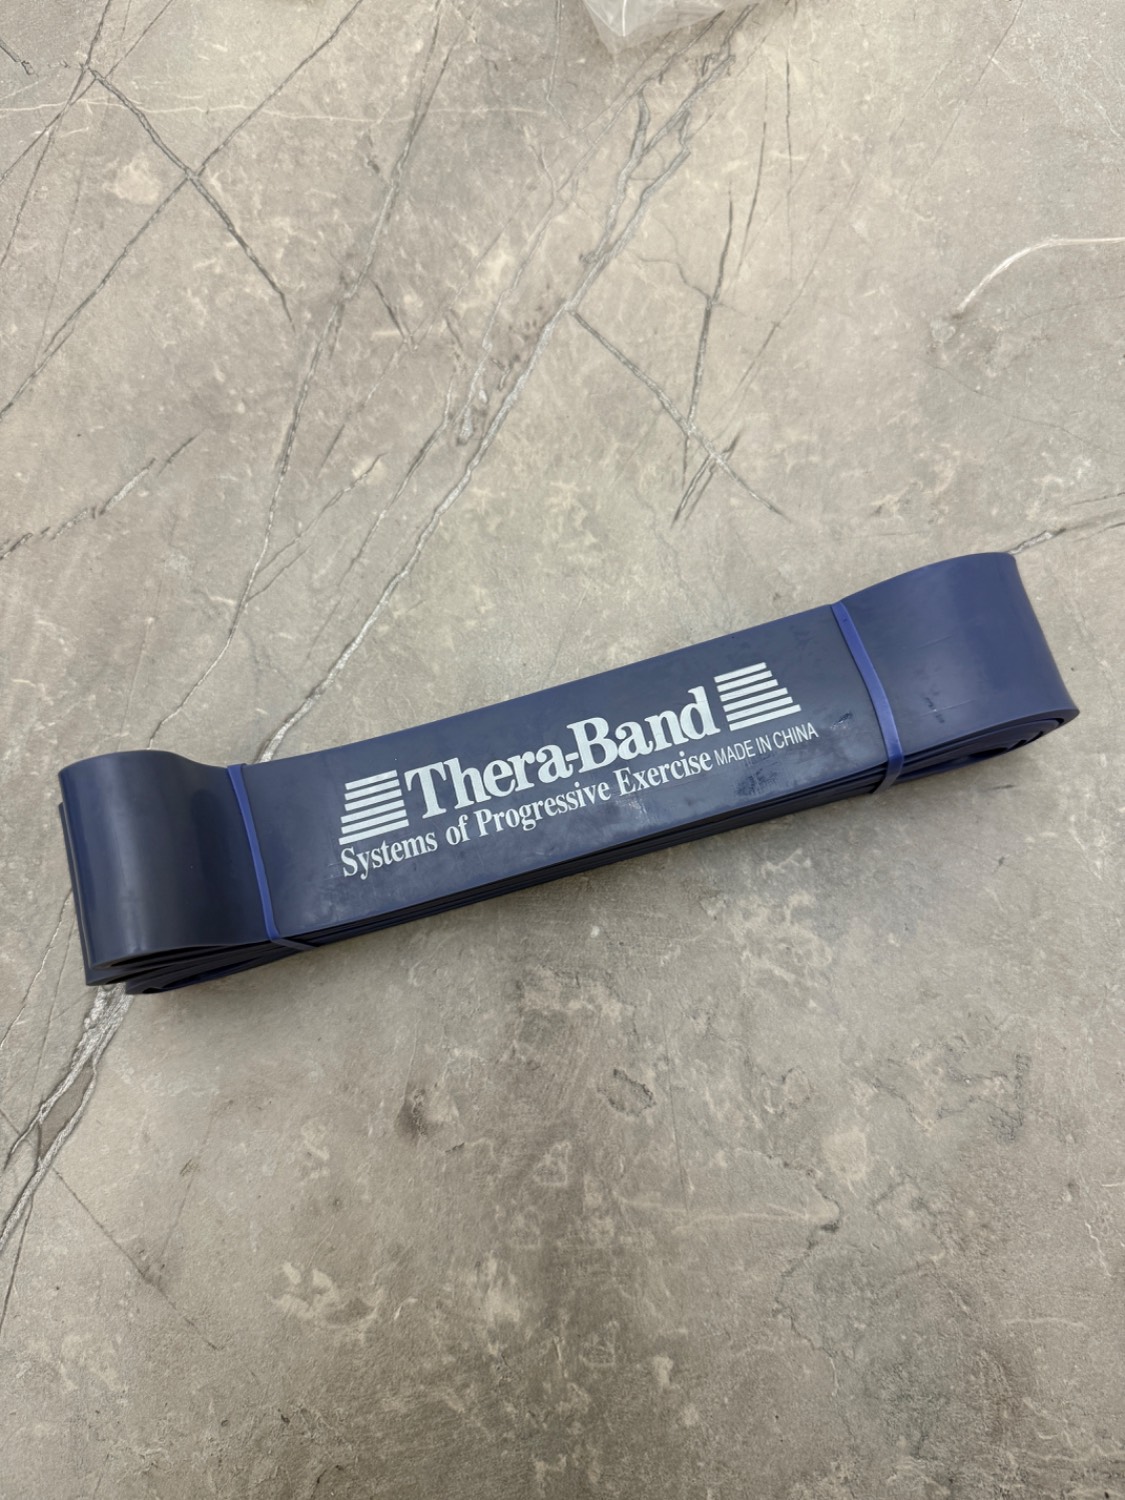 Thera-Band
Systems of Progressive Exercise MADE IN CHINA